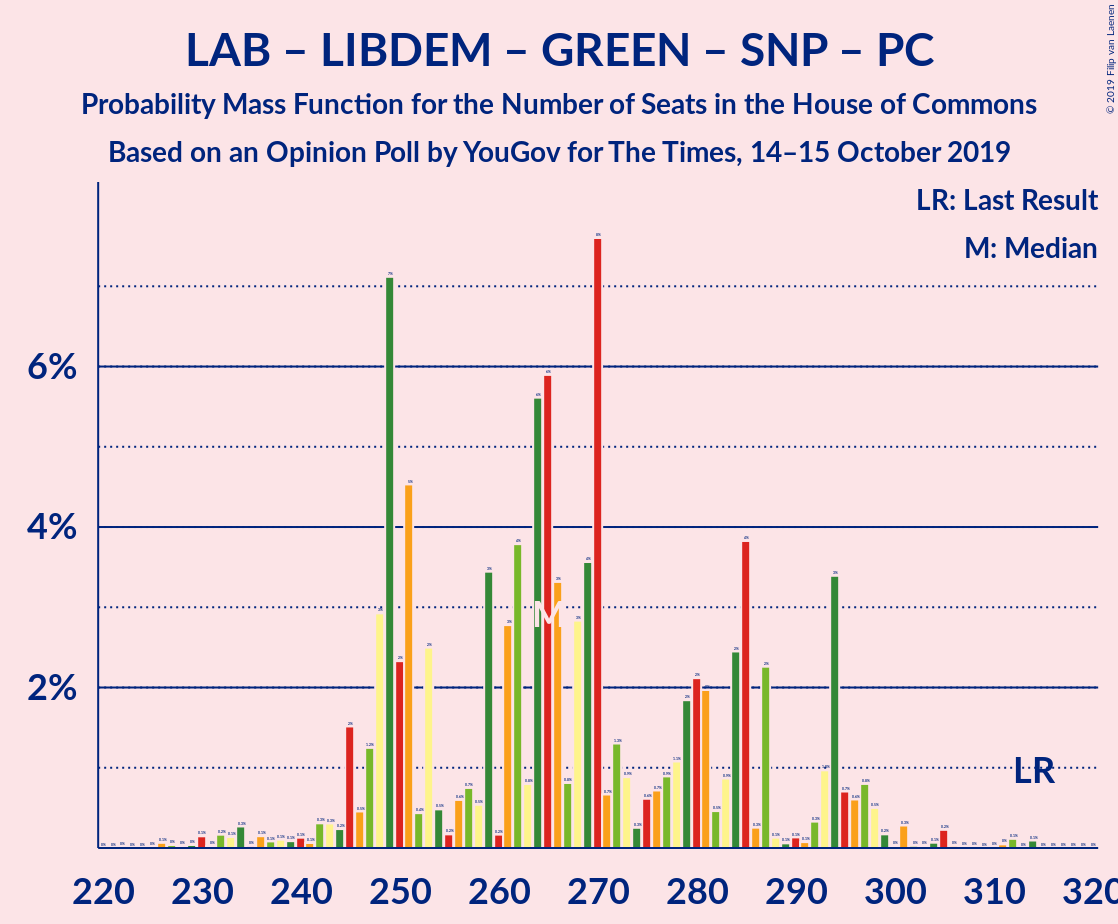 LAB – LIBDEM – GREEN – SNP – PC
Probability Mass Function for the Number of Seats in the House of Commons
Based on an Opinion Poll by YouGov for The Times, 14–15 October 2019
© 2019 Filip van Laenen
LR: Last Result
M: Median
6%
4%
2%
M
LR
220 230 240 250 260 270 280 290 300 310 320